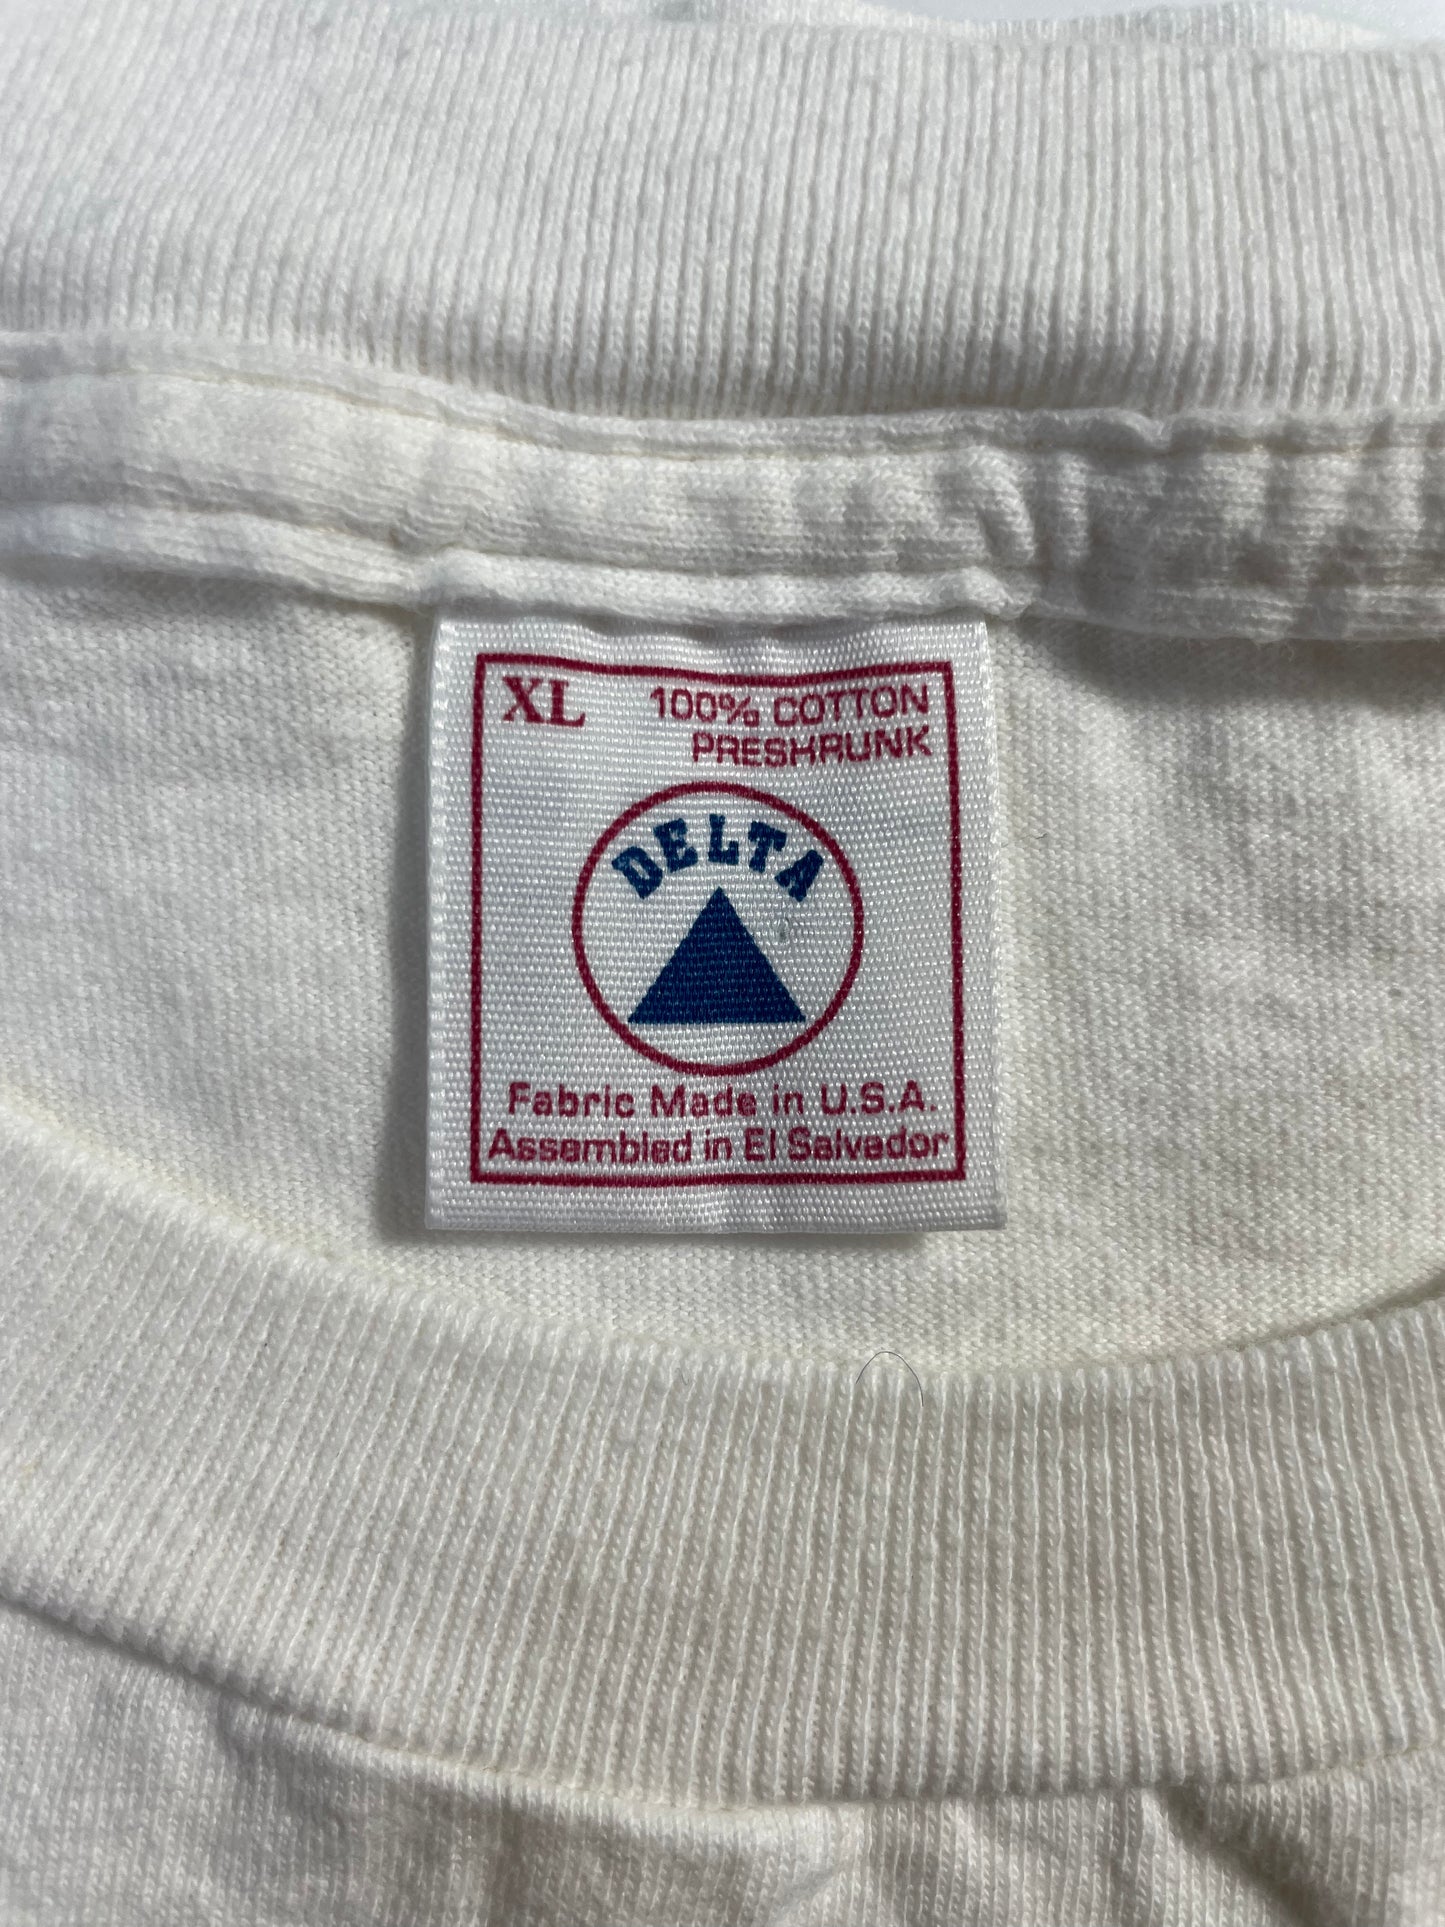 XL 100% COTTON
PRESHRUNK
DELTA
Fabric Made in U.S.A.
Assembled in El Salvador